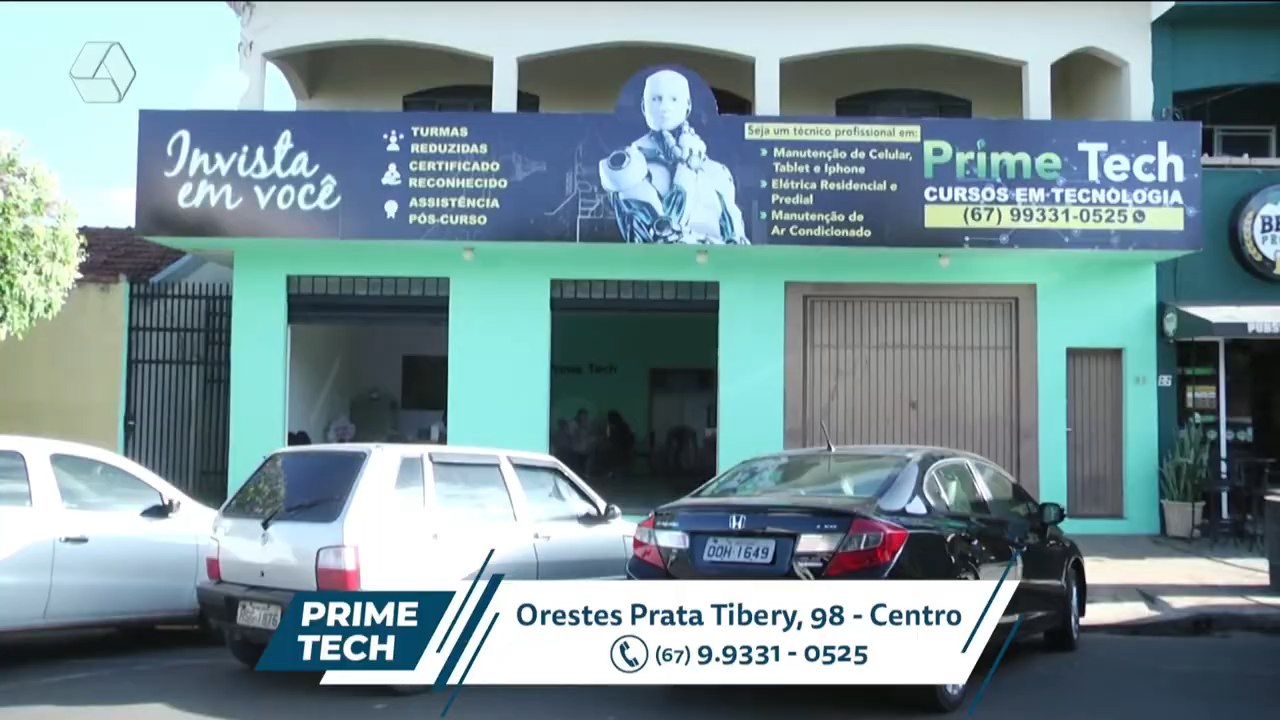 Invista
em você
TURMAS
REDUZIDAS
CERTIFICADO
RECONHECIDO
ASSISTÊNCIA
PÓS-CURSO
Seja um técnico profissional em:
» Manutenção de Celular,
Tablet e Iphone
» Elétrica Residencial e
Predial
» Manutenção de
Ar Condicionado
Prime Tech
CURSOS EM TECNOLOGIA
(67) 99331-0525
Prime Tech
OOH-1649
PRIME
TECH
Orestes Prata Tibery, 98 - Centro
(67) 9.9331 - 0525